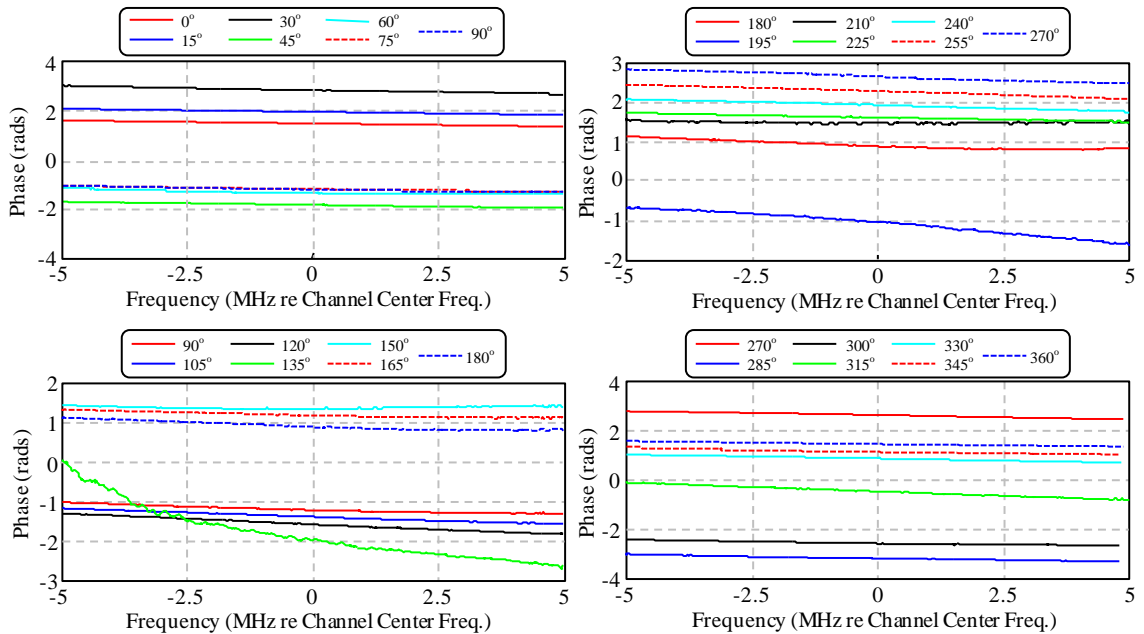 0° 30° 60° 90°
15° 45° 75°
4
2
0
-2
-4
Phase (rads)
-5 -2.5 0 2.5 5
Frequency (MHz re Channel Center Freq.)
180° 210° 240° 270°
195° 225° 255°
3
2
1
0
-1
-2
Phase (rads)
-5 -2.5 0 2.5 5
Frequency (MHz re Channel Center Freq.)
90° 120° 150° 180°
105° 135° 165°
2
1
0
-1
-2
-3
Phase (rads)
-5 -2.5 0 2.5 5
Frequency (MHz re Channel Center Freq.)
270° 300° 330° 360°
285° 315° 345°
4
2
0
-2
-4
Phase (rads)
-5 -2.5 0 2.5 5
Frequency (MHz re Channel Center Freq.)